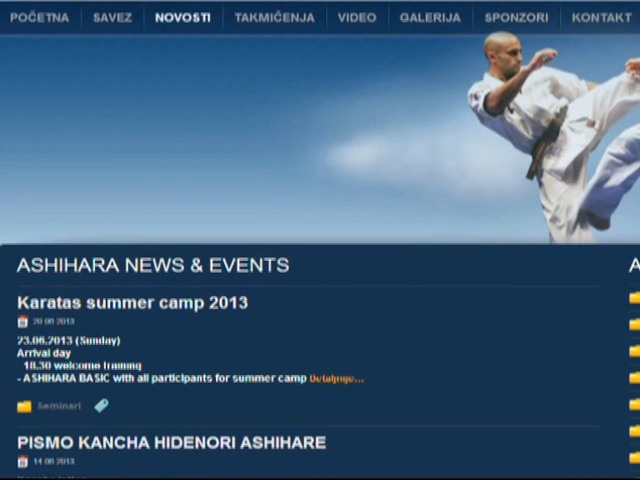 POČETNA SAVEZ NOVOSTI TAKMIČENJA VIDEO GALERIJA SPONZORI KONTAKT
ASHIHARA NEWS & EVENTS
Karatas summer camp 2013
20 06 2013
23.06.2013 (Sunday)
Arrival day
18.30 welcome training
- ASHIHARA BASIC with all participants for summer camp Detaljnije...
Seminari
PISMO KANCHA HIDENORI ASHIHARE
14 06 2013